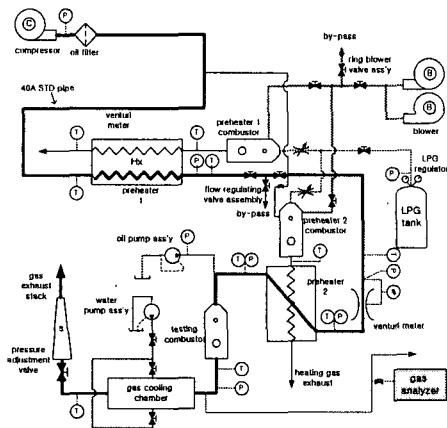 C
P
compressor
oil filter
by-pass
ring blower
valve ass'y
B
B
blower
40A STD pipe
venturi
meter
preheater 1
combustor
T
T
Hx
T
P
T
preheater
1
flow regulating
valve assembly
by-pass
P
LPG
regulator
LPG
tank
preheater 2
combustor
T
oil pump ass'y
P
T
P
preheater
2
T
P
venturi meter
gas
exhaust
stack
S
water
pump ass'y
testing
combustor
pressure
adjustment
valve
T
gas cooling
chamber
T
P
heating gas
exhaust
gas
analyzer